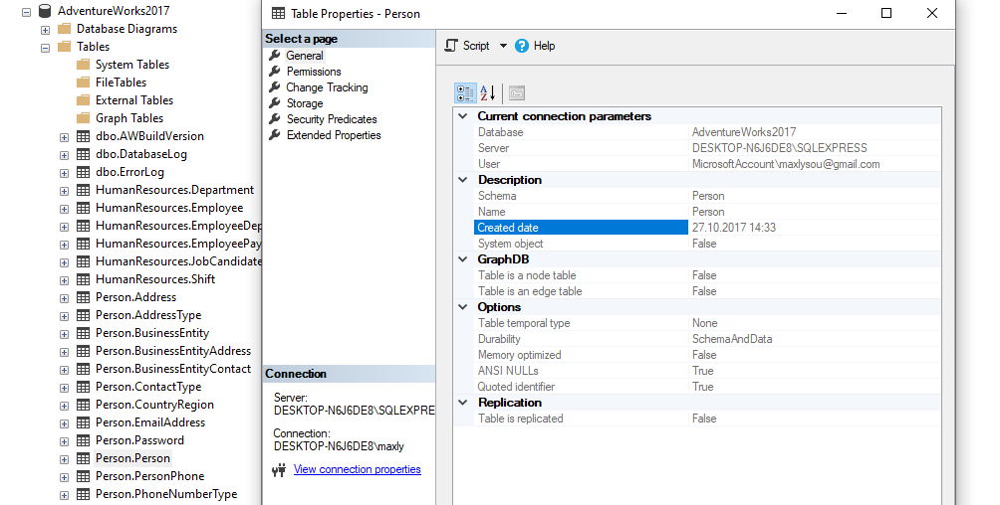 AdventureWorks2017
Database Diagrams
Tables
System Tables
FileTables
External Tables
Graph Tables
dbo.AWBuildVersion
dbo.DatabaseLog
dbo.ErrorLog
HumanResources.Department
HumanResources.Employee
HumanResources.EmployeeDep
HumanResources.EmployeePay
HumanResources.JobCandidate
HumanResources.Shift
Person.Address
Person.AddressType
Person.BusinessEntity
Person.BusinessEntityAddress
Person.BusinessEntityContact
Person.ContactType
Person.CountryRegion
Person.EmailAddress
Person.Password
Person.Person
Person.PersonPhone
Person.PhoneNumberType
Table Properties - Person
Select a page
General
Permissions
Change Tracking
Storage
Security Predicates
Extended Properties
Connection
Server:
DESKTOP-N6J6DE8\SQLEXPRE
Connection:
DESKTOP-N6J6DE8\maxly
View connection properties
Script Help
Current connection parameters
Database AdventureWorks2017
Server DESKTOP-N6J6DE8\SQLEXPRESS
User MicrosoftAccount\maxlysou@gmail.com
Description
Schema Person
Name Person
Created date 27.10.2017 14:33
System object False
GraphDB
Table is a node table False
Table is an edge table False
Options
Table temporal type None
Durability SchemaAndData
Memory optimized False
ANSI NULLs True
Quoted identifier True
Replication
Table is replicated False